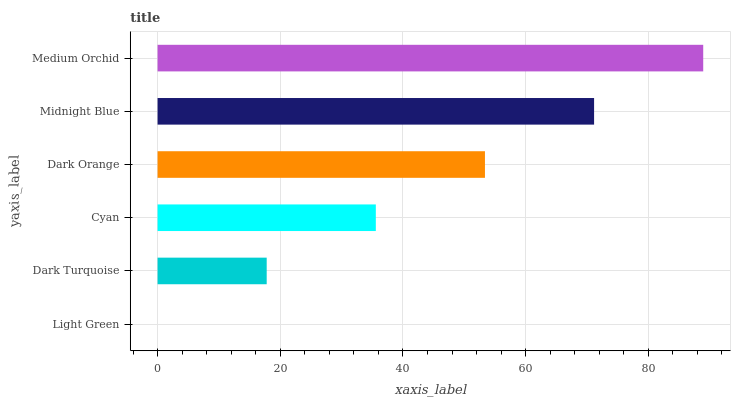 title
Medium Orchid
Midnight Blue
Dark Orange
Cyan
Dark Turquoise
Light Green
yaxis_label
0 20 40 60 80
xaxis_label